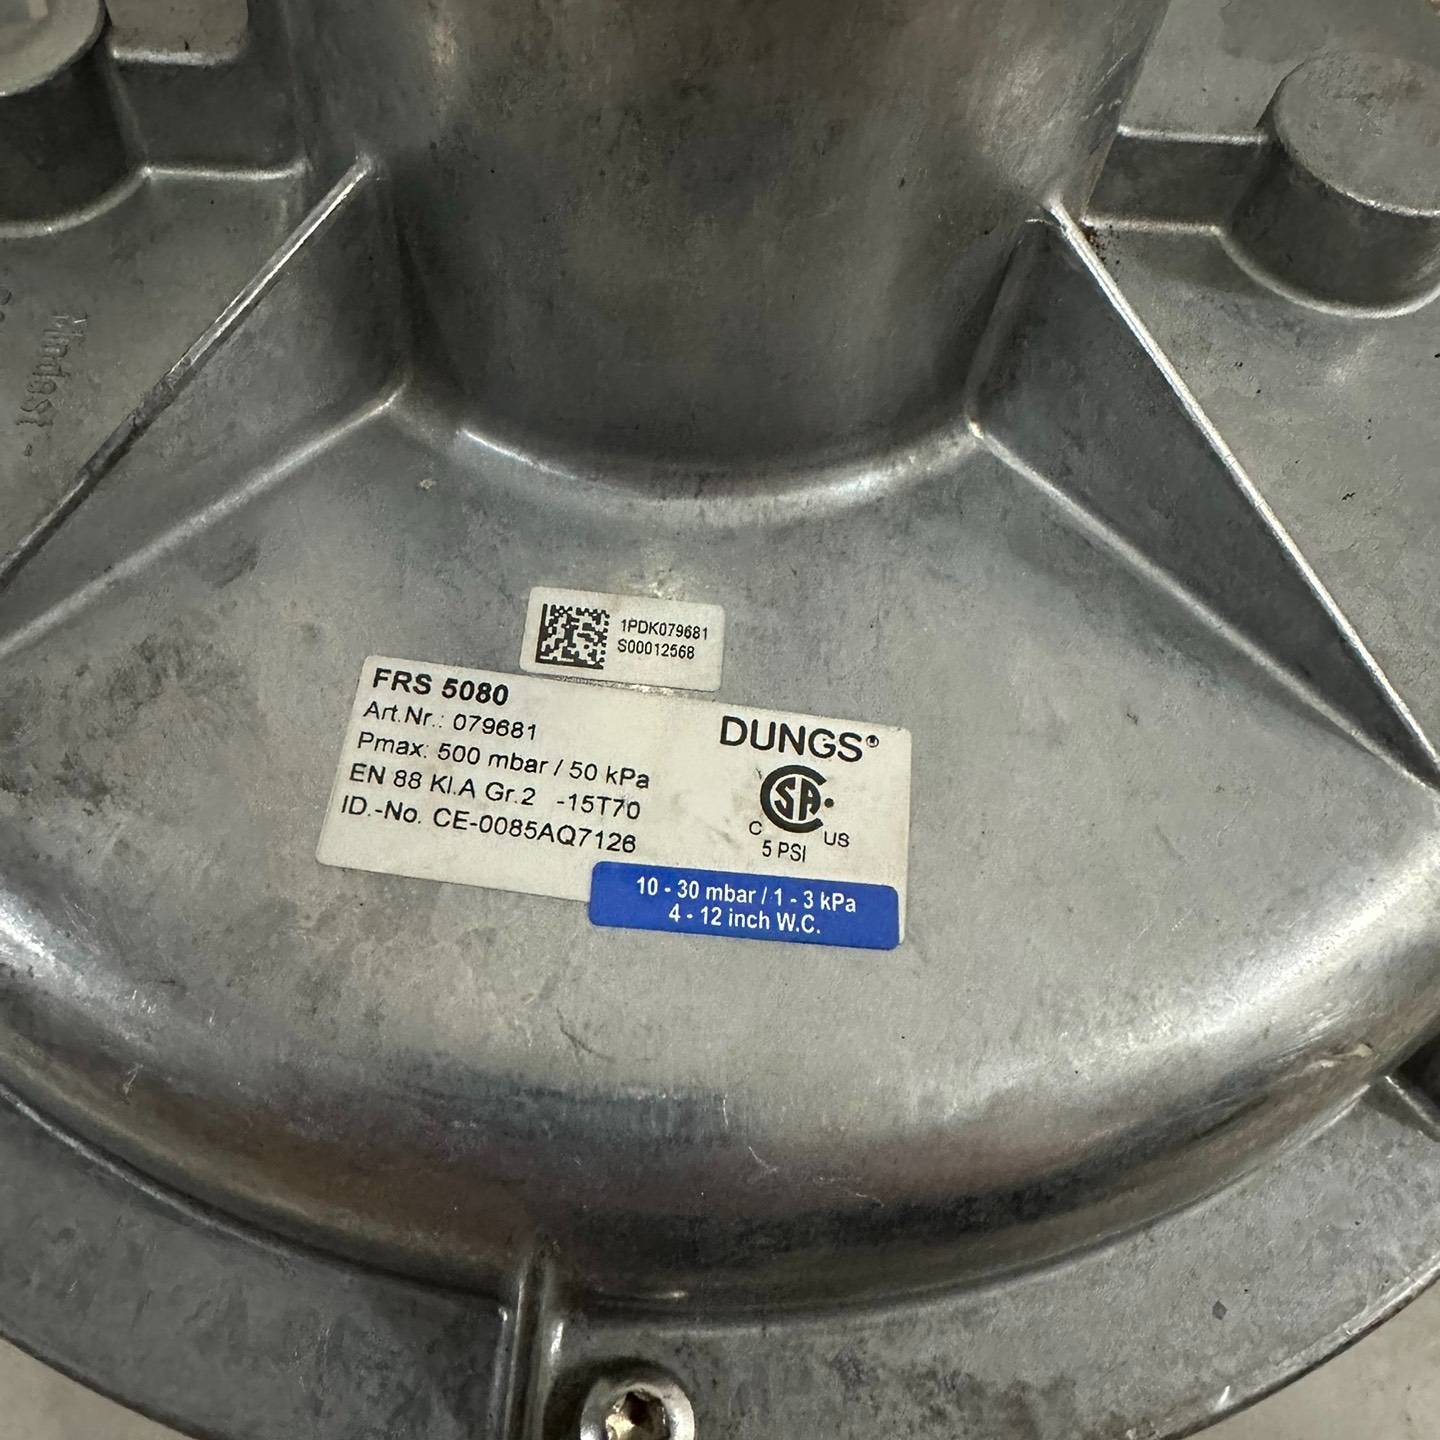 1PDK079681
S00012568
FRS 5080
Art.Nr.: 079681
Pmax: 500 mbar / 50 kPa
EN 88 Kl.A Gr.2 -15T70
ID.-No. CE-0085AQ7126
DUNGS®
SA
C US
5 PSI
10 - 30 mbar / 1 - 3 kPa
4 - 12 inch W.C.